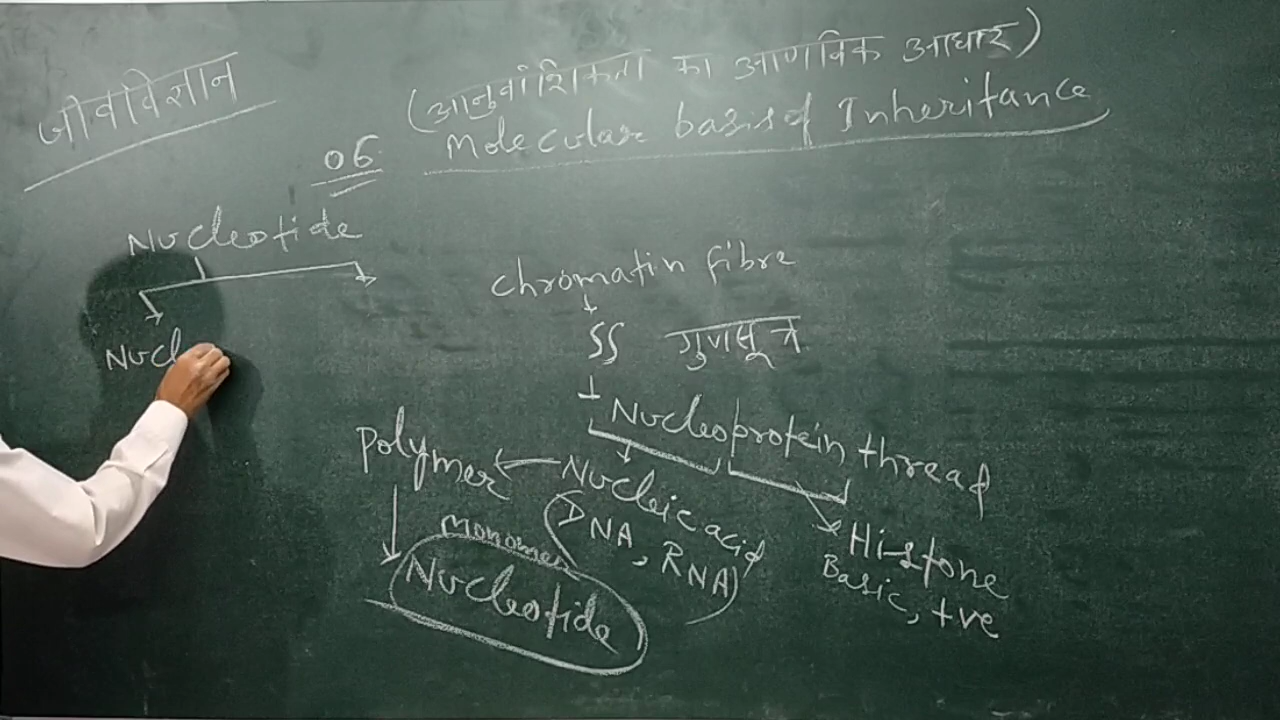 जीवविज्ञान
(आनुवांशिकता का आणविक आधार)
06 Molecular basis of Inheritance
Nucleotide
Nucl
chromatin fibre
SS गुणसूत्र
Nucleoprotein thread
Polymer Nucleic acid
(DNA, RNA)
Histone
Basic, +ve
monomer
Nucleotide